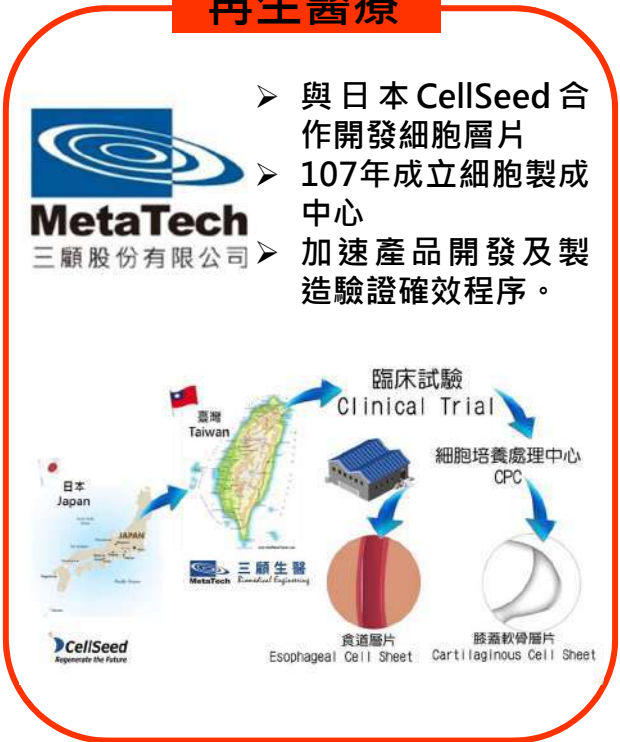 再生醫療
MetaTech
三顧股份有限公司
➢ 與日本CellSeed合
作開發細胞層片
➢ 107年成立細胞製成
中心
➢ 加速產品開發及製
造驗證確效程序。
臨床試驗
Clinical Trial
臺灣
Taiwan
細胞培養處理中心
CPC
日本
Japan
JAPAN
MetaTech
三顧生醫
Biomedical Engineering
CellSeed
Regenerate the Future
食道層片
Esophageal Cell Sheet
膝蓋軟骨層片
Cartilaginous Cell Sheet